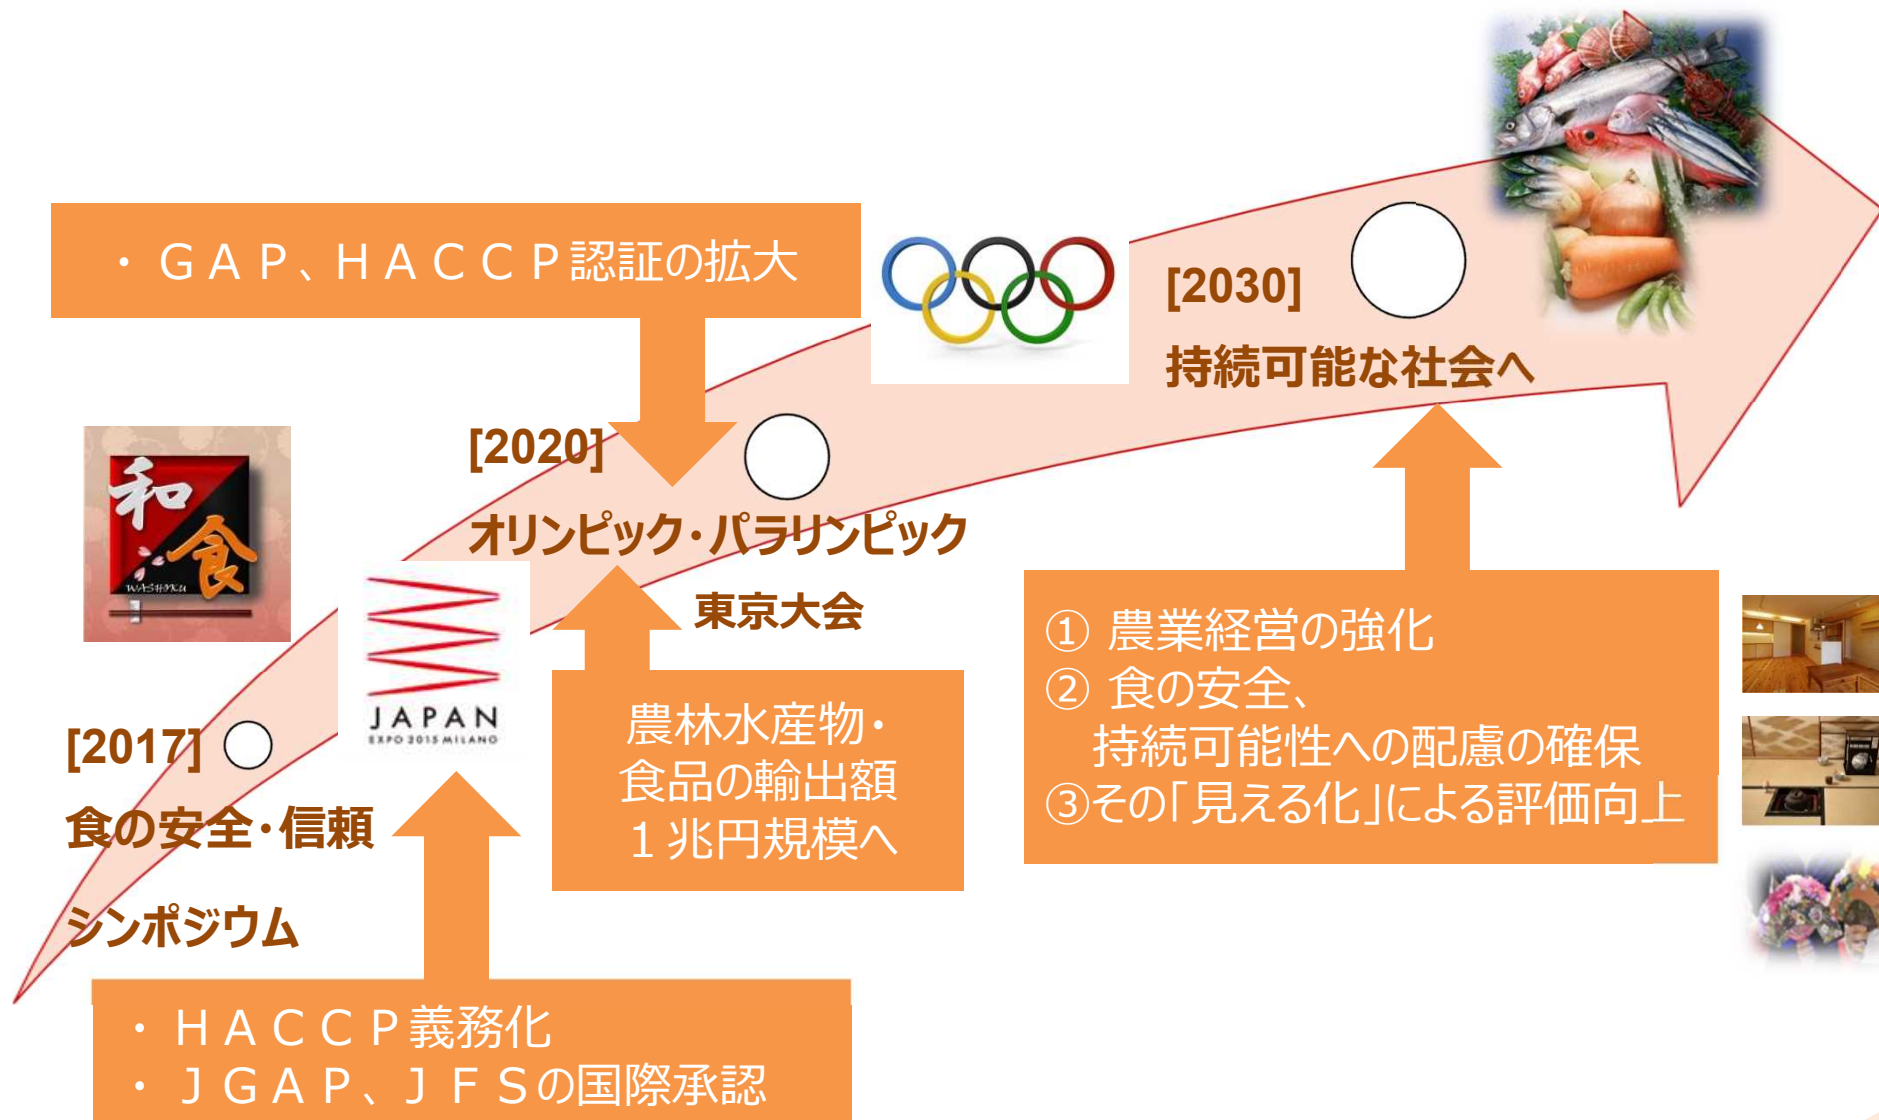 ・ＧＡＰ、ＨＡＣＣＰ認証の拡大
[2030]
持続可能な社会へ
[2020]
オリンピック・パラリンピック
東京大会
和食
WASHOKU
JAPAN
EXPO 2015 MILANO
[2017]
食の安全・信頼
シンポジウム
農林水産物・
食品の輸出額
１兆円規模へ
① 農業経営の強化
② 食の安全、
持続可能性への配慮の確保
③その「見える化」による評価向上
・ＨＡＣＣＰ義務化
・ＪＧＡＰ、ＪＦＳの国際承認